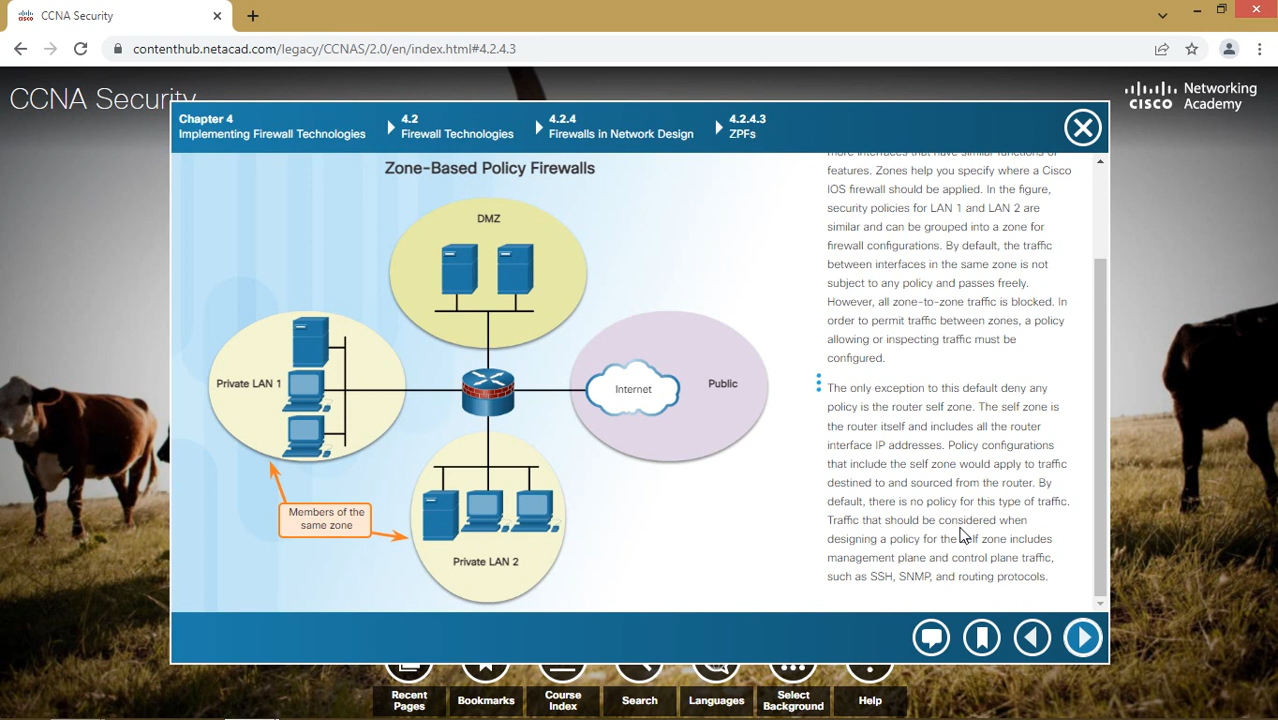 CCNA Security
contenthub.netacad.com/legacy/CCNAS/2.0/en/index.html#4.2.4.3
CCNA Security
Networking
CISCO Academy
Chapter 4
Implementing Firewall Technologies
4.2
Firewall Technologies
4.2.4
Firewalls in Network Design
4.2.4.3
ZPFs
Zone-Based Policy Firewalls
DMZ
Private LAN 1
Internet
Public
Members of the
same zone
Private LAN 2
more interfaces that have similar functions or
features. Zones help you specify where a Cisco
IOS firewall should be applied. In the figure,
security policies for LAN 1 and LAN 2 are
similar and can be grouped into a zone for
firewall configurations. By default, the traffic
between interfaces in the same zone is not
subject to any policy and passes freely.
However, all zone-to-zone traffic is blocked. In
order to permit traffic between zones, a policy
allowing or inspecting traffic must be
configured.
The only exception to this default deny any
policy is the router self zone. The self zone is
the router itself and includes all the router
interface IP addresses. Policy configurations
that include the self zone would apply to traffic
destined to and sourced from the router. By
default, there is no policy for this type of traffic.
Traffic that should be considered when
designing a policy for the self zone includes
management plane and control plane traffic,
such as SSH, SNMP, and routing protocols.
Recent
Pages
Bookmarks
Course
Index
Search
Languages
Select
Background
Help